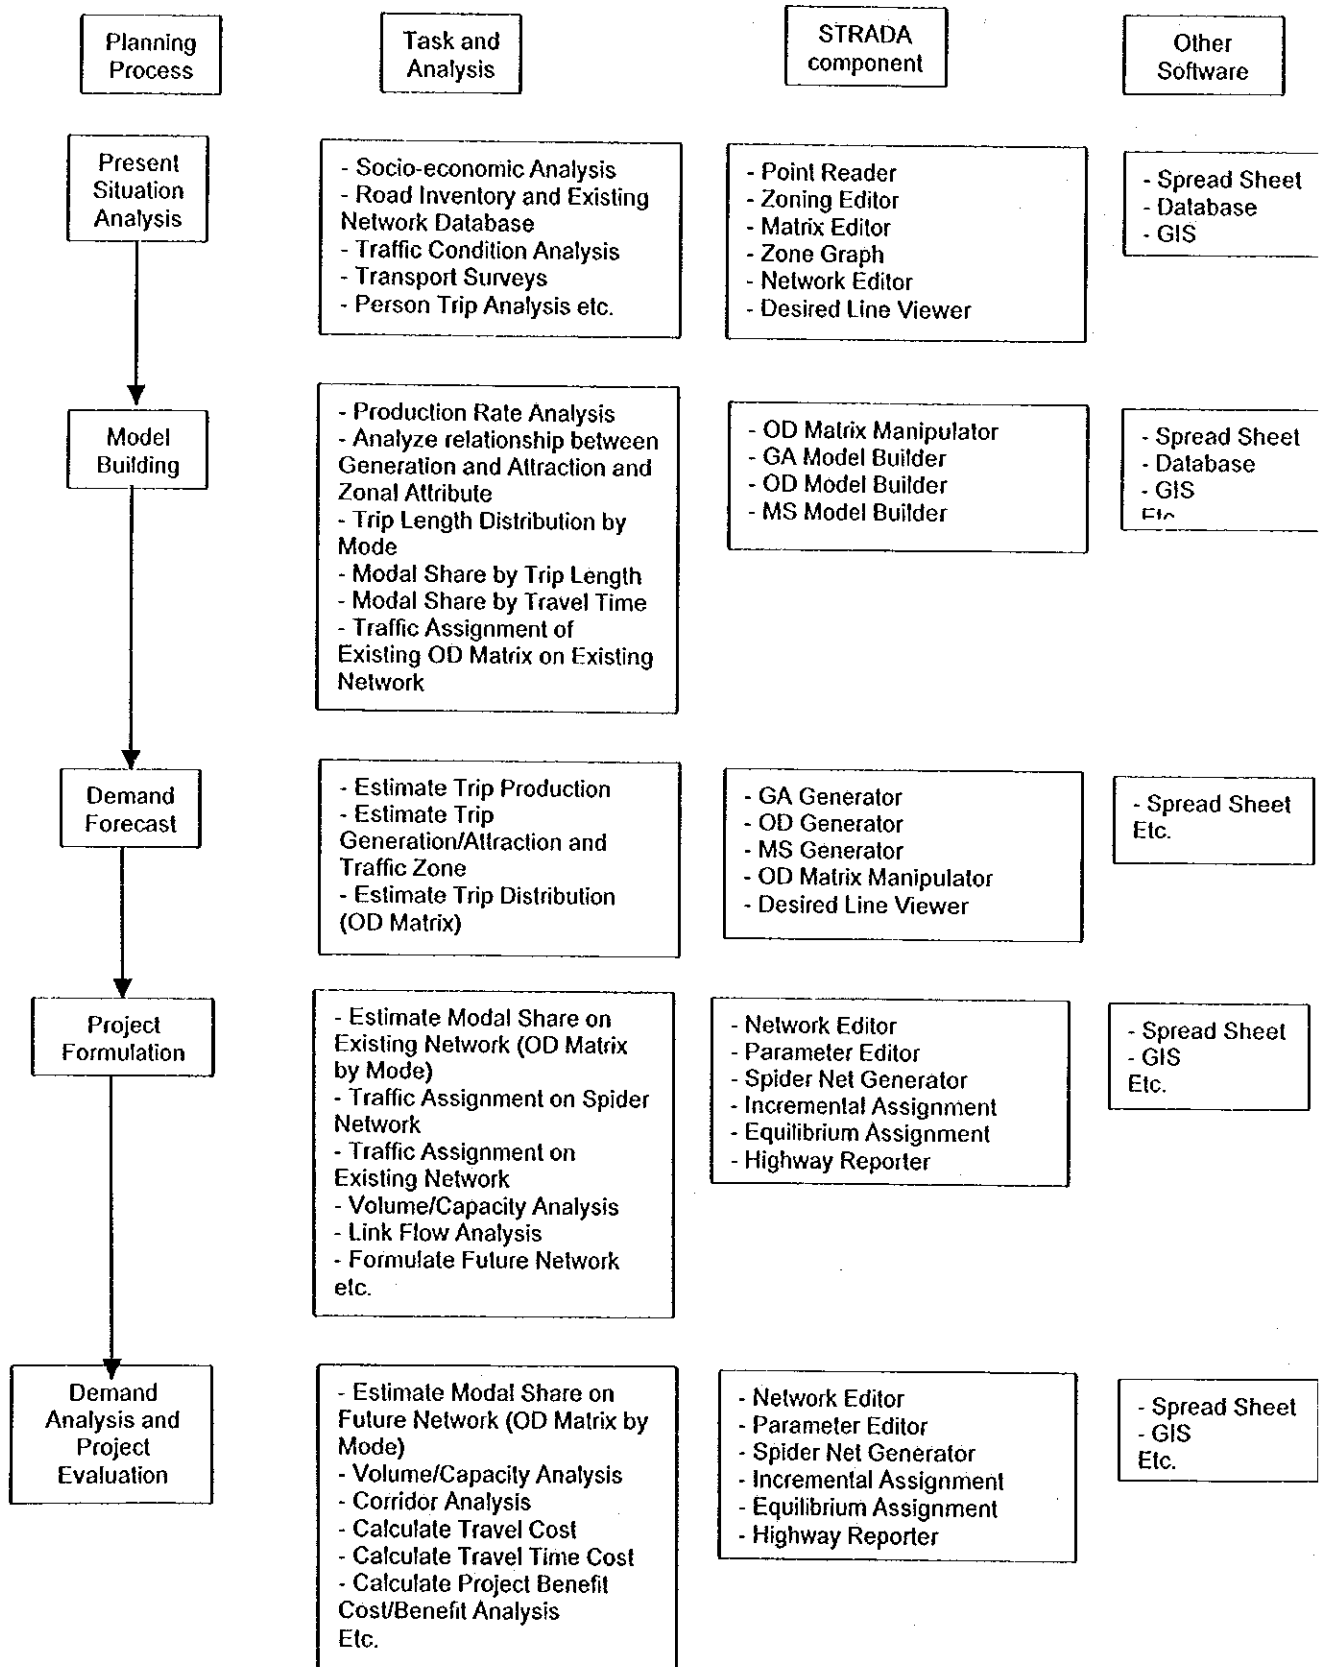 Planning
Process
Task and
Analysis
STRADA
component
Other
Software
Present
Situation
Analysis
- Socio-economic Analysis
- Road Inventory and Existing
Network Database
- Traffic Condition Analysis
- Transport Surveys
- Person Trip Analysis etc.
- Point Reader
- Zoning Editor
- Matrix Editor
- Zone Graph
- Network Editor
- Desired Line Viewer
- Spread Sheet
- Database
- GIS
Model
Building
- Production Rate Analysis
- Analyze relationship between
Generation and Attraction and
Zonal Attribute
- Trip Length Distribution by
Mode
- Modal Share by Trip Length
- Modal Share by Travel Time
- Traffic Assignment of
Existing OD Matrix on Existing
Network
- OD Matrix Manipulator
- GA Model Builder
- OD Model Builder
- MS Model Builder
- Spread Sheet
- Database
- GIS
Etc
Demand
Forecast
- Estimate Trip Production
- Estimate Trip
Generation/Attraction and
Traffic Zone
- Estimate Trip Distribution
(OD Matrix)
- GA Generator
- OD Generator
- MS Generator
- OD Matrix Manipulator
- Desired Line Viewer
- Spread Sheet
Etc.
Project
Formulation
- Estimate Modal Share on
Existing Network (OD Matrix
by Mode)
- Traffic Assignment on Spider
Network
- Traffic Assignment on
Existing Network
- Volume/Capacity Analysis
- Link Flow Analysis
- Formulate Future Network
etc.
- Network Editor
- Parameter Editor
- Spider Net Generator
- Incremental Assignment
- Equilibrium Assignment
- Highway Reporter
- Spread Sheet
- GIS
Etc.
Demand
Analysis and
Project
Evaluation
- Estimate Modal Share on
Future Network (OD Matrix by
Mode)
- Volume/Capacity Analysis
- Corridor Analysis
- Calculate Travel Cost
- Calculate Travel Time Cost
- Calculate Project Benefit
Cost/Benefit Analysis
Etc.
- Network Editor
- Parameter Editor
- Spider Net Generator
- Incremental Assignment
- Equilibrium Assignment
- Highway Reporter
- Spread Sheet
- GIS
Etc.